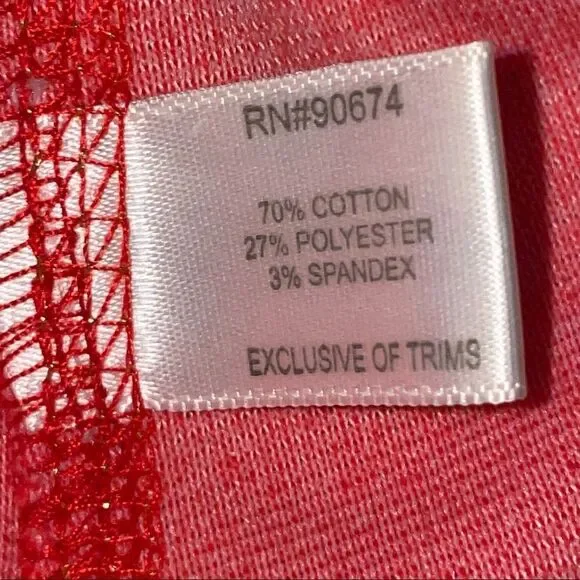 RN#90674
70% COTTON
27% POLYESTER
3% SPANDEX
EXCLUSIVE OF TRIMS